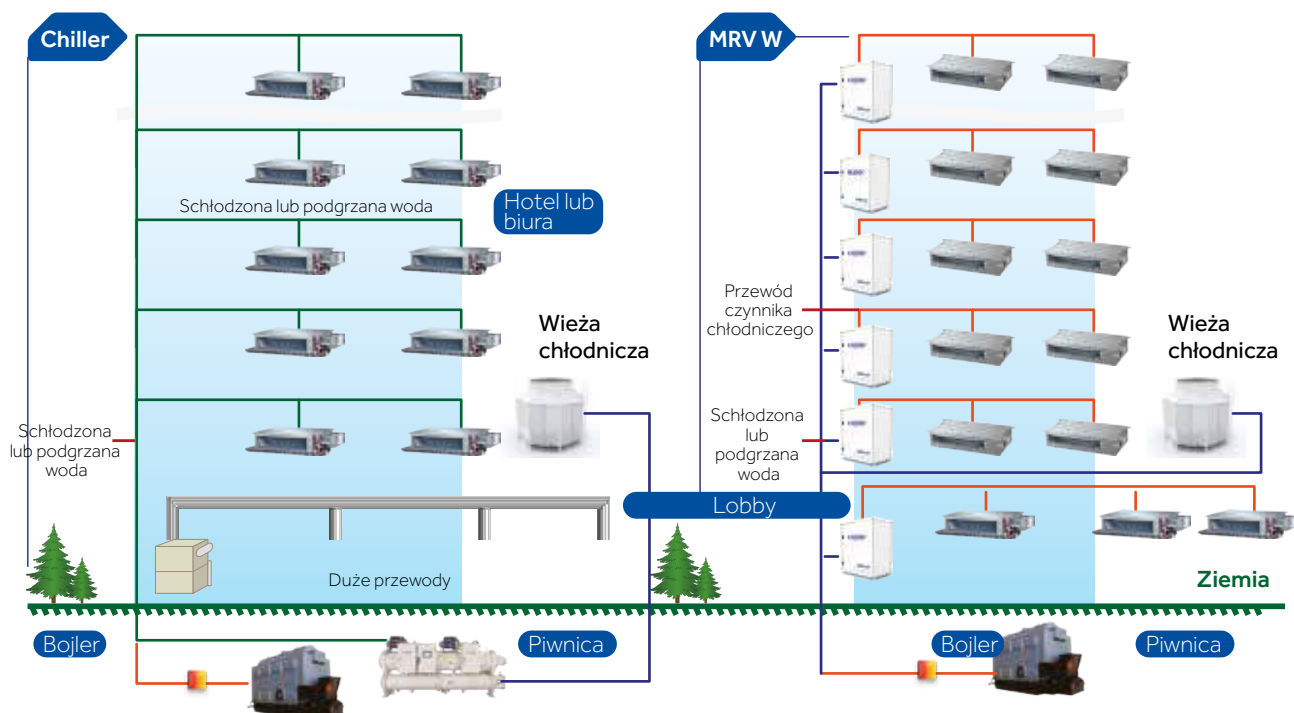 Chiller
MRV W
Schłodzona lub podgrzana woda
Hotel lub
biura
Przewód
czynnika
chłodniczego
Wieża
chłodnicza
Wieża
chłodnicza
Schłodzona
lub podgrzana
woda
Schłodzona
lub
podgrzana
woda
Lobby
Duże przewody
Ziemia
Bojler
Piwnica
Bojler
Piwnica